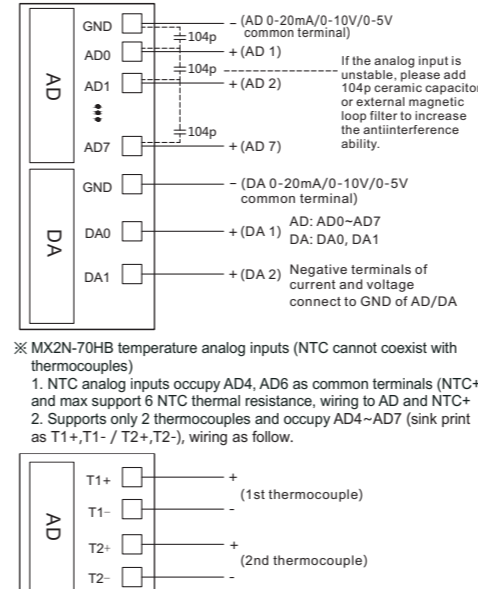 GND
– (AD 0-20mA/0-10V/0-5V
common terminal)
104p
AD0
+ (AD 1)
104p
AD
AD1
+ (AD 2)
If the analog input is
unstable, please add
104p ceramic capacitor
or external magnetic
loop filter to increase
the antiinterference
ability.
104p
AD7
+ (AD 7)
GND
– (DA 0-20mA/0-10V/0-5V
common terminal)
DA
DA0
+ (DA 1)
AD: AD0~AD7
DA: DA0, DA1
DA1
+ (DA 2)
Negative terminals of
current and voltage
connect to GND of AD/DA
※ MX2N-70HB temperature analog inputs (NTC cannot coexist with
thermocouples)
1. NTC analog inputs occupy AD4, AD6 as common terminals (NTC+
and max support 6 NTC thermal resistance, wiring to AD and NTC+
2. Supports only 2 thermocouples and occupy AD4~AD7 (sink print
as T1+,T1- / T2+,T2-), wiring as follow.
AD
T1+
+
(1st thermocouple)
T1–
-
T2+
+
(2nd thermocouple)
T2–
-